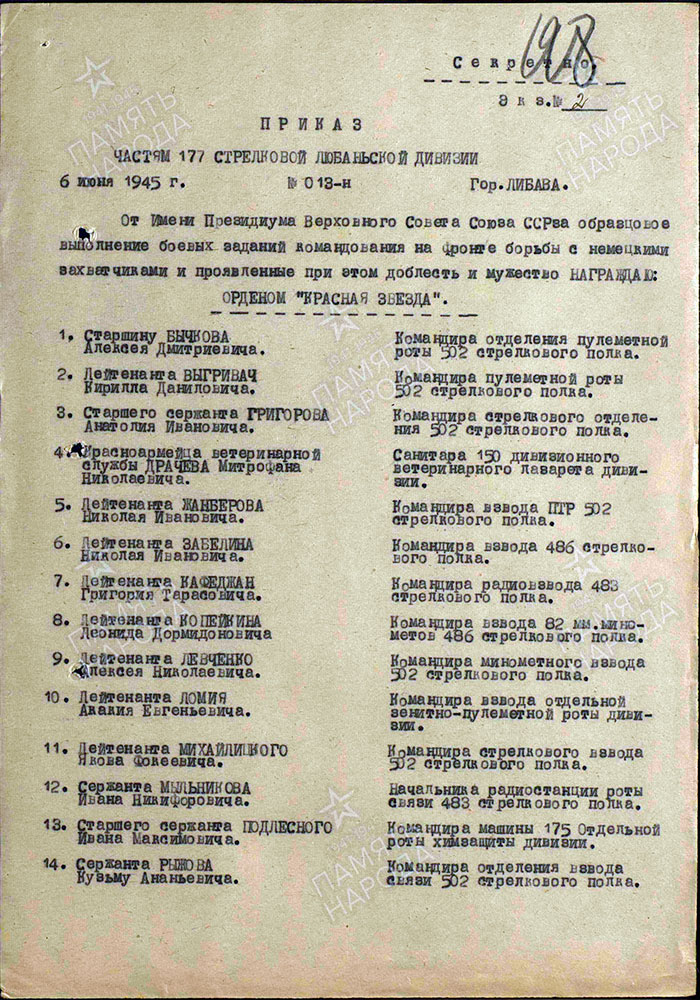 198
Секретно.
Экз.№ 2
ПРИКАЗ
ЧАСТЯМ 177 СТРЕЛКОВОЙ ЛЮБАНЬСКОЙ ДИВИЗИИ
6 июня 1945 г. № 013-н Гор.ЛИБАВА.
От Имени Президиума Верховного Совета Союза ССРза образцовое
выполнение боевых заданий командования на фронте борьбы с немецкими
захватчиками и проявленные при этом доблесть и мужество НАГРАЖДАЮ:
ОРДЕНОМ "КРАСНАЯ ЗВЕЗДА".
1. Старшину БЫЧКОВА Командира отделения пулеметной
Алексея Дмитриевича. роты 502 стрелкового полка.
2. Лейтенанта ВЫГРИВАЧ Командира пулеметной роты
Кирилла Даниловича. 502 стрелкового полка.
3. Старшего сержанта ГРИГОРОВА Командира стрелкового отделе-
Анатолия Ивановича. ния 502 стрелкового полка.
4. Красноармейца ветеринарной Санитара 150 дивизионного
службы ДРАЧЕВА Митрофана ветеринарного лазарета диви-
Николаевича. зии.
5. Лейтенанта ЖАНБЕРОВА Командира взвода ПТР 502
Николая Ивановича. стрелкового полка.
6. Лейтенанта ЗАБЕЛИНА Командира взвода 486 стрелко-
Николая Ивановича. вого полка.
7. Лейтенанта КАФЕДЖАН Командира радиовзвода 483
Григория Тарасовича. стрелкового полка.
8. Лейтенанта КОПЕЙКИНА Командира взвода 82 мм.мино-
Леонида Дормидоновича метов 486 стрелкового полка.
9. Лейтенанта ЛЕВЧЕНКО Командира минометного взвода
Алексея Николаевича. 502 стрелкового полка.
10. Лейтенанта ЛОМИЯ Командира взвода отдельной
Акакия Евгеньевича. зенитно-пулеметной роты диви-
зии.
11. Лейтенанта МИХАЙЛИЦКОГО Командира стрелкового взвода
Якова Фокеевича. 502 стрелкового полка.
12. Сержанта МЫЛЬНИКОВА Начальника радиостанции роты
Ивана Никифоровича. связи 483 стрелкового полка.
13. Старшего сержанта ПОДЛЕСНОГО Командира машины 175 Отдельной
Ивана Максимовича. роты химзащиты дивизии.
14. Сержанта РЫЖОВА Командира отделения взвода
Кузьму Ананьевича. связи 502 стрелкового полка.
ПАМЯТЬ
НАРОДА